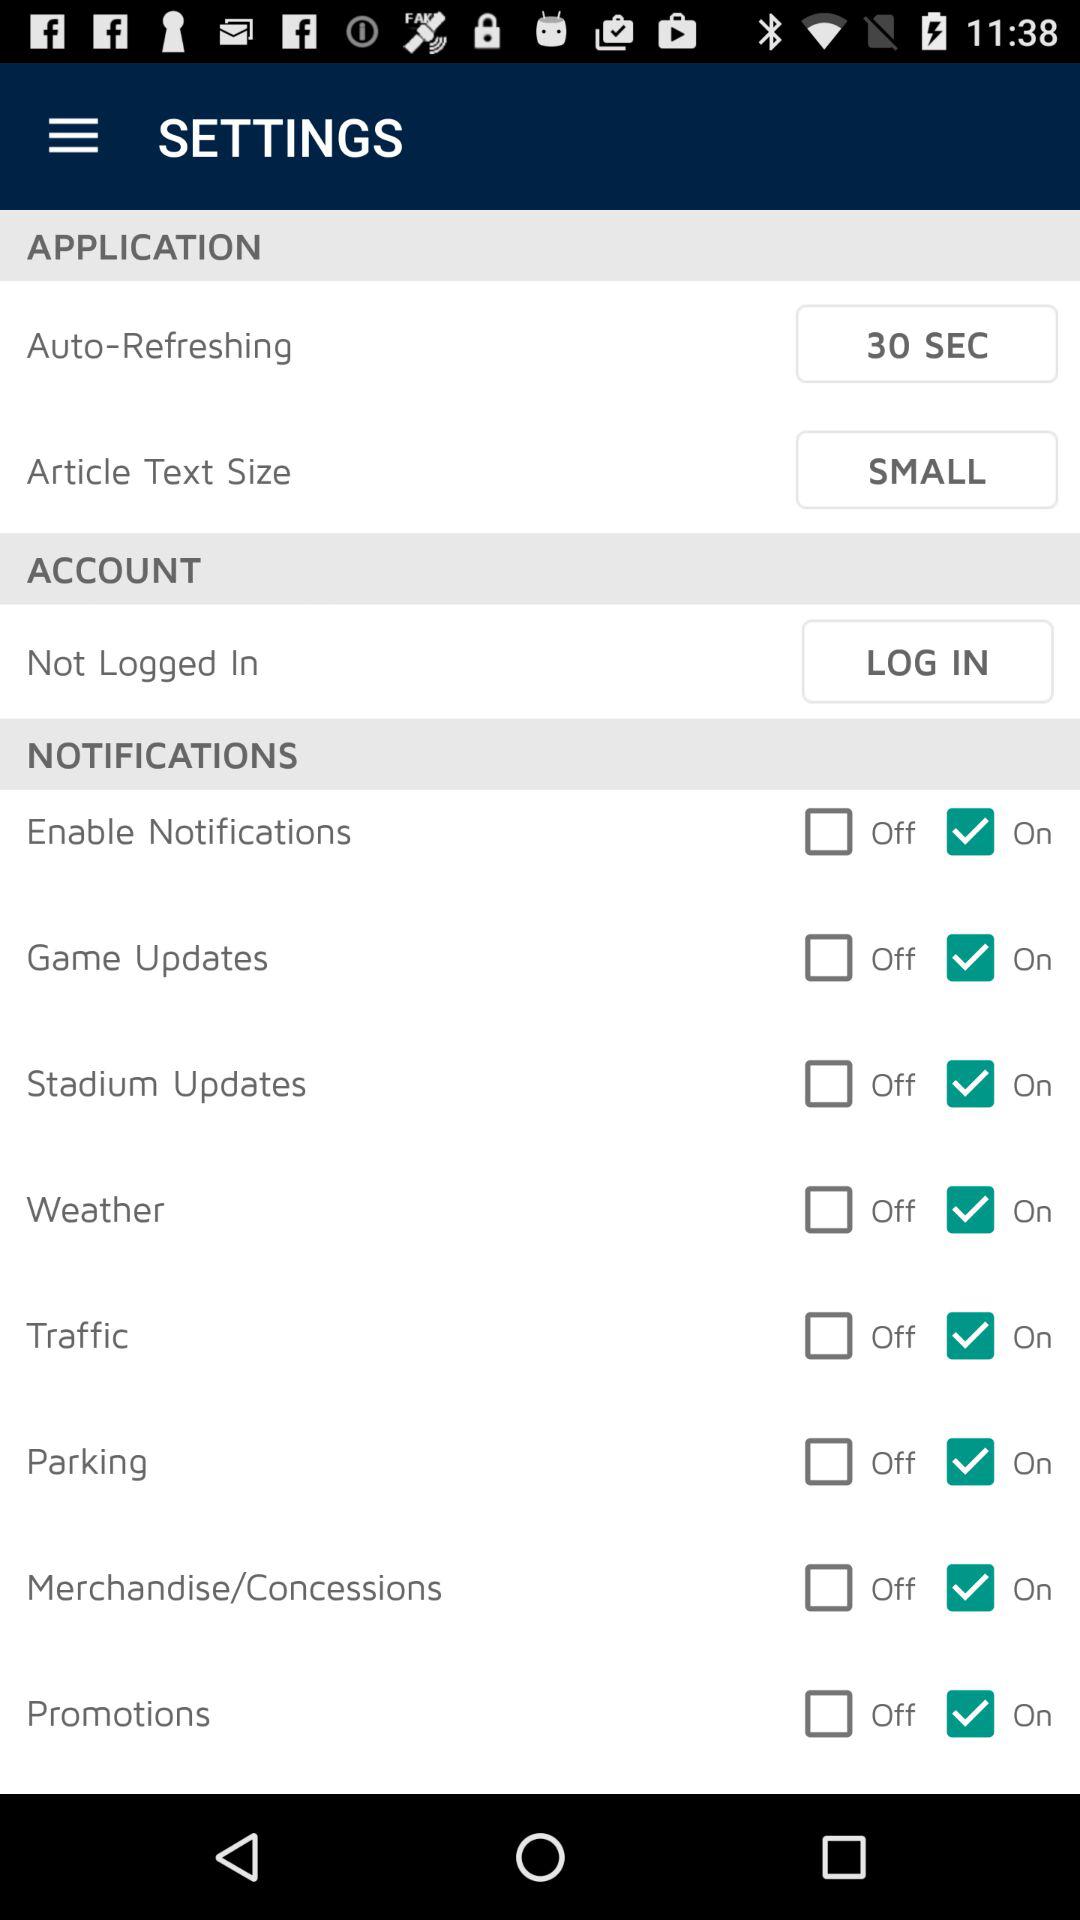 FAKE 11:38
SETTINGS
APPLICATION
Auto-Refreshing 30 SEC
Article Text Size SMALL
ACCOUNT
Not Logged In LOG IN
NOTIFICATIONS
Enable Notifications Off On
Game Updates Off On
Stadium Updates Off On
Weather Off On
Traffic Off On
Parking Off On
Merchandise/Concessions Off On
Promotions Off On